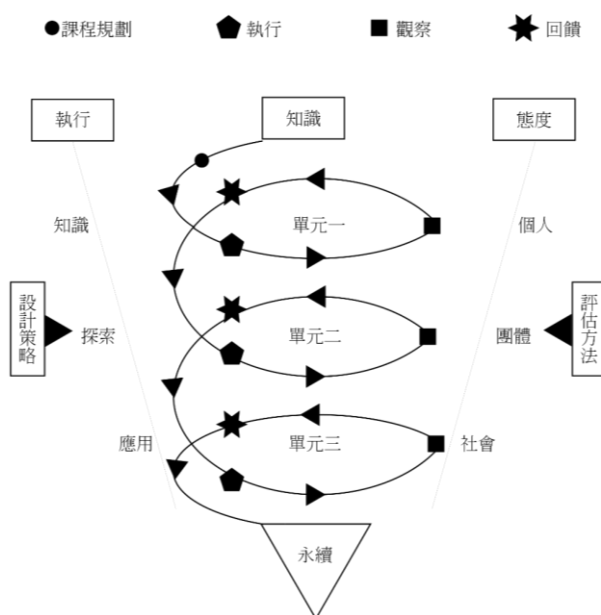 課程規劃 執行 觀察 回饋
執行 知識 態度
知識 單元一 個人
設計策略 探索 單元二 團體 評估方法
應用 單元三 社會
永續